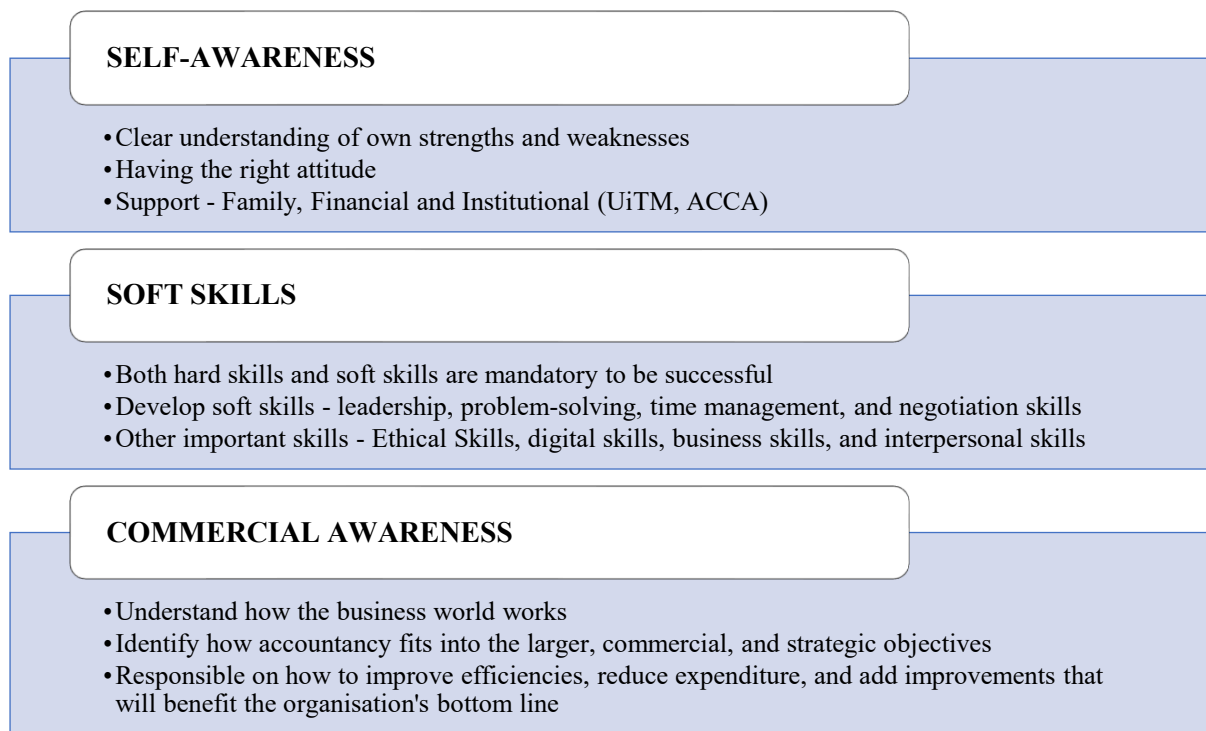 SELF-AWARENESS
•Clear understanding of own strengths and weaknesses
•Having the right attitude
•Support - Family, Financial and Institutional (UiTM, ACCA)
SOFT SKILLS
•Both hard skills and soft skills are mandatory to be successful
•Develop soft skills - leadership, problem-solving, time management, and negotiation skills
•Other important skills - Ethical Skills, digital skills, business skills, and interpersonal skills
COMMERCIAL AWARENESS
•Understand how the business world works
•Identify how accountancy fits into the larger, commercial, and strategic objectives
•Responsible on how to improve efficiencies, reduce expenditure, and add improvements that
will benefit the organisation's bottom line